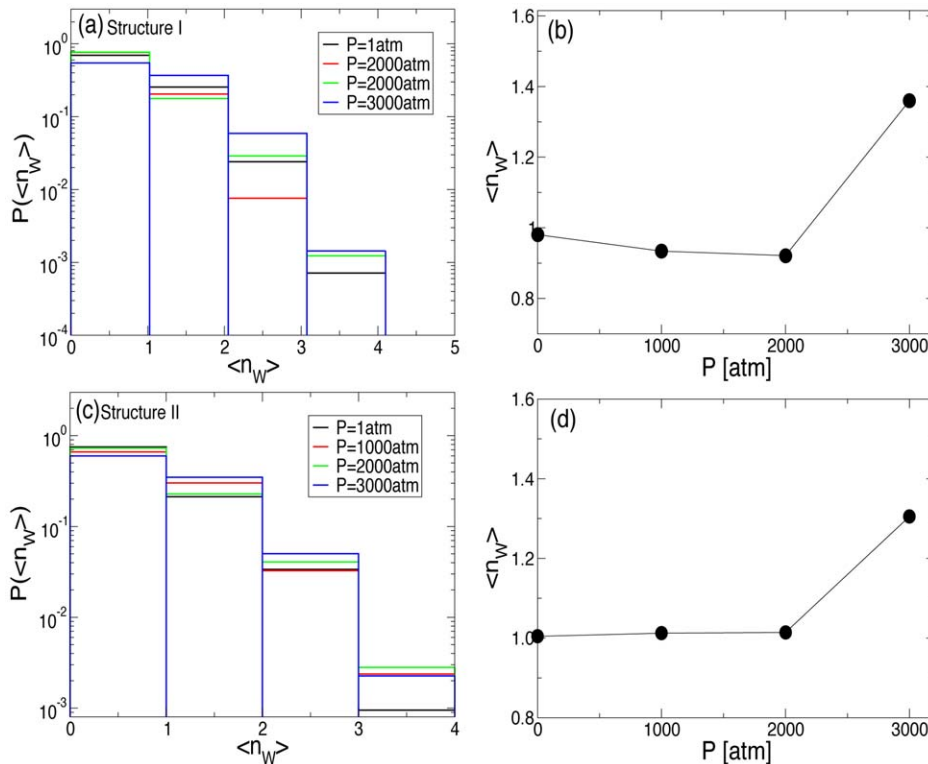 (a) Structure I
P=1atm
P=2000atm
P=2000atm
P=3000atm
10^0
10^-1
10^-2
10^-3
10^-4
P(<n_W>)
0 1 2 3 4 5
<n_W>
(b)
1.6
1.4
1.2
1
0.8
<n_W>
0 1000 2000 3000
P [atm]
(c) Structure II
P=1atm
P=1000atm
P=2000atm
P=3000atm
10^0
10^-1
10^-2
10^-3
P(<n_W>)
0 1 2 3 4
<n_W>
(d)
1.6
1.4
1.2
1.0
0.8
<n_W>
0 1000 2000 3000
P [atm]